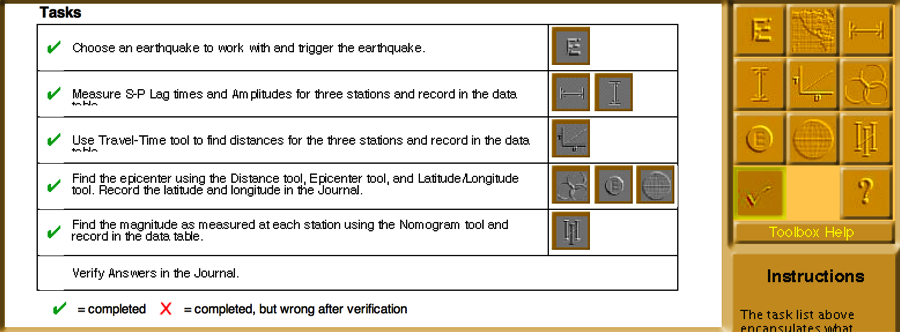 Tasks
Choose an earthquake to work with and trigger the earthquake.
E
Measure S-P Lag times and Amplitudes for three stations and record in the data
table
Use Travel-Time tool to find distances for the three stations and record in the data
table
Find the epicenter using the Distance tool, Epicenter tool, and Latitude/Longitude
tool. Record the latitude and longitude in the Journal.
E
Find the magnitude as measured at each station using the Nomogram tool and
record in the data table.
Verify Answers in the Journal.
= completed X = completed, but wrong after verification
E
E
?
Toolbox Help
Instructions
The task list above
encapsulates what